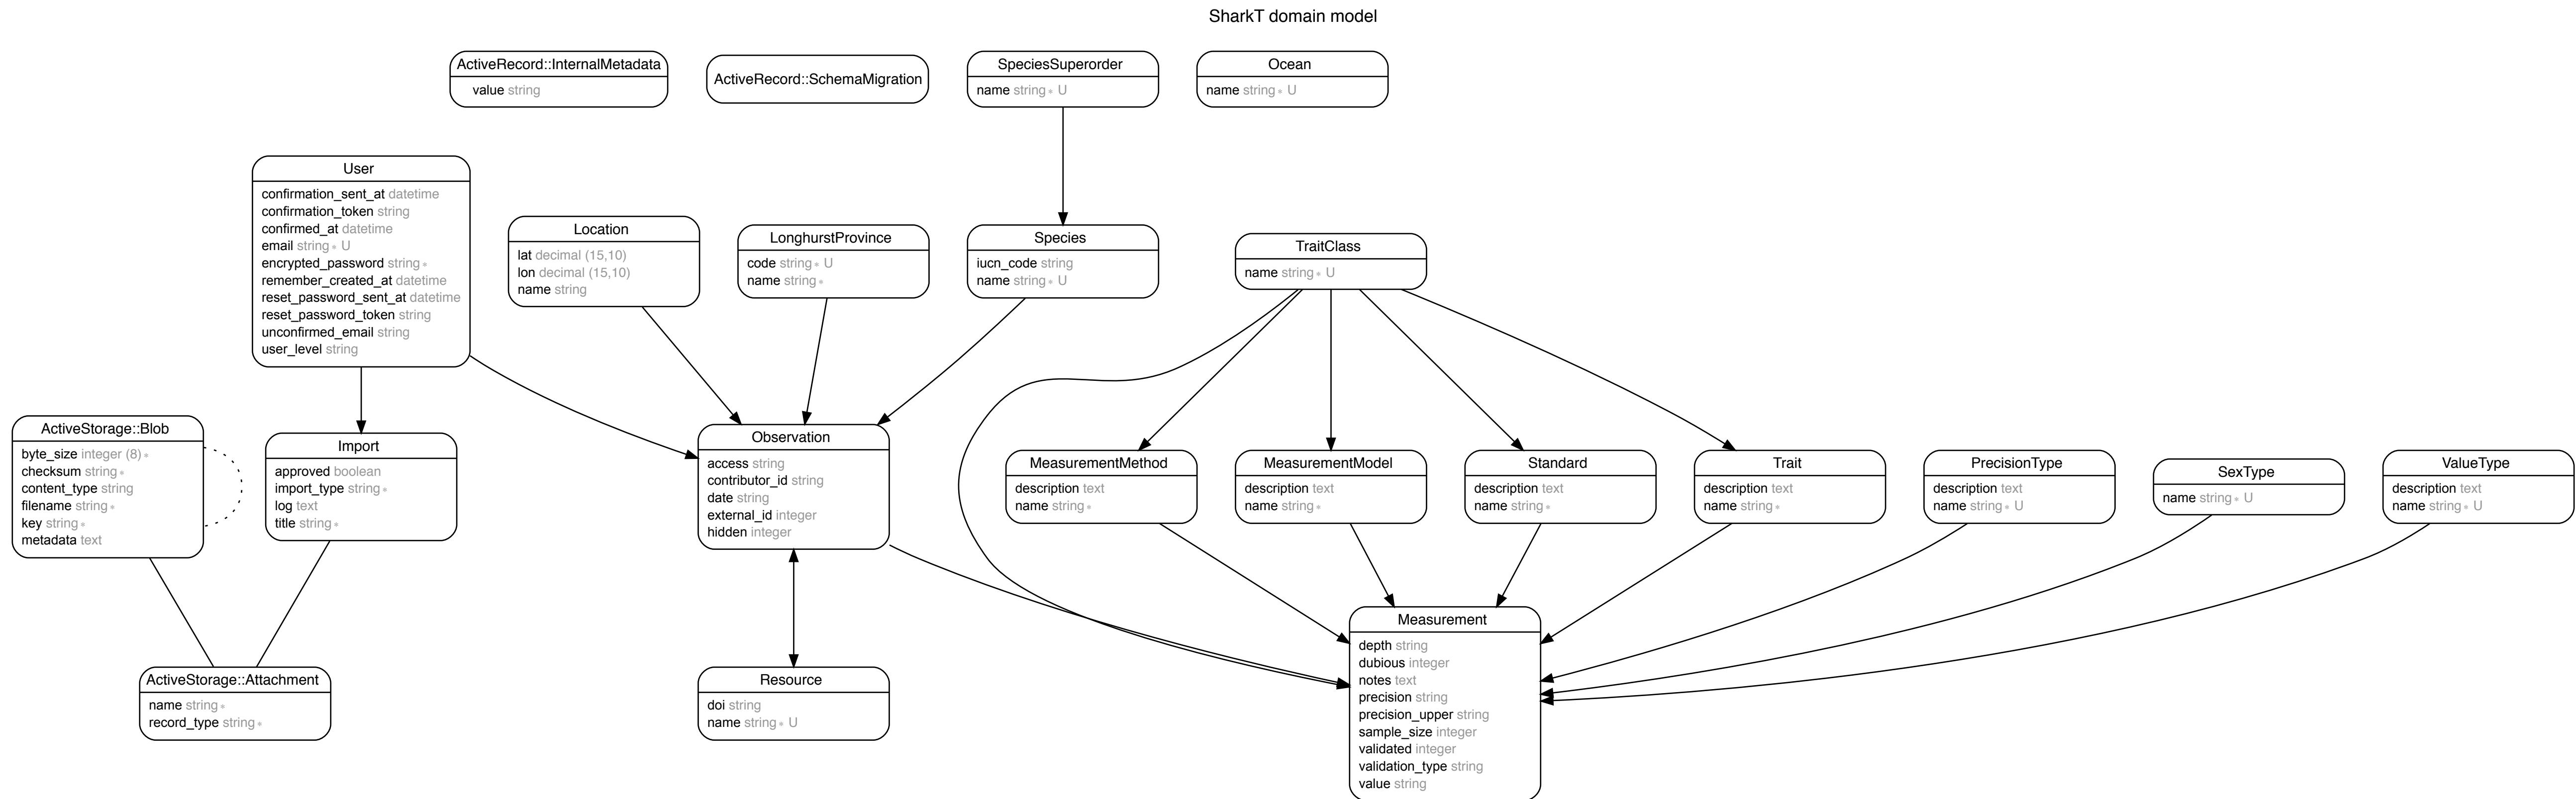 SharkT domain model
ActiveRecord::InternalMetadata
value string
ActiveRecord::SchemaMigration
SpeciesSuperorder
name string* U
Ocean
name string* U
User
confirmation_sent_at datetime
confirmation_token string
confirmed_at datetime
email string* U
encrypted_password string*
remember_created_at datetime
reset_password_sent_at datetime
reset_password_token string
unconfirmed_email string
user_level string
Location
lat decimal (15,10)
lon decimal (15,10)
name string
LonghurstProvince
code string* U
name string*
Species
iucn_code string
name string* U
TraitClass
name string* U
ActiveStorage::Blob
byte_size integer (8)*
checksum string*
content_type string
filename string*
key string*
metadata text
Import
approved boolean
import_type string*
log text
title string*
Observation
access string
contributor_id string
date string
external_id integer
hidden integer
MeasurementMethod
description text
name string*
MeasurementModel
description text
name string*
Standard
description text
name string*
Trait
description text
name string*
PrecisionType
description text
name string* U
SexType
name string* U
ValueType
description text
name string* U
ActiveStorage::Attachment
name string*
record_type string*
Resource
doi string
name string* U
Measurement
depth string
dubious integer
notes text
precision string
precision_upper string
sample_size integer
validated integer
validation_type string
value string